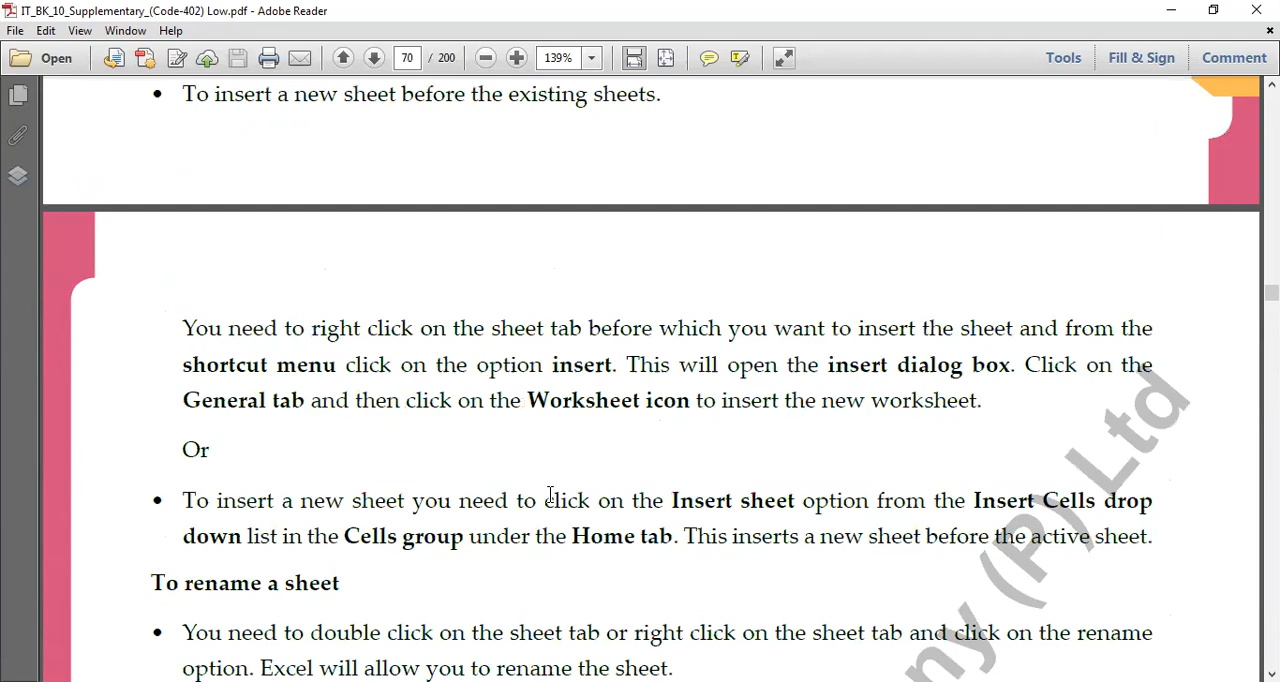 IT_BK_10_Supplementary_(Code-402) Low.pdf - Adobe Reader
File Edit View Window Help
Open 70 / 200 139% Tools Fill & Sign Comment
• To insert a new sheet before the existing sheets.
You need to right click on the sheet tab before which you want to insert the sheet and from the
shortcut menu click on the option insert. This will open the insert dialog box. Click on the
General tab and then click on the Worksheet icon to insert the new worksheet.
Or
• To insert a new sheet you need to click on the Insert sheet option from the Insert Cells drop
down list in the Cells group under the Home tab. This inserts a new sheet before the active sheet.
To rename a sheet
• You need to double click on the sheet tab or right click on the sheet tab and click on the rename
option. Excel will allow you to rename the sheet.
ny (P) Ltd